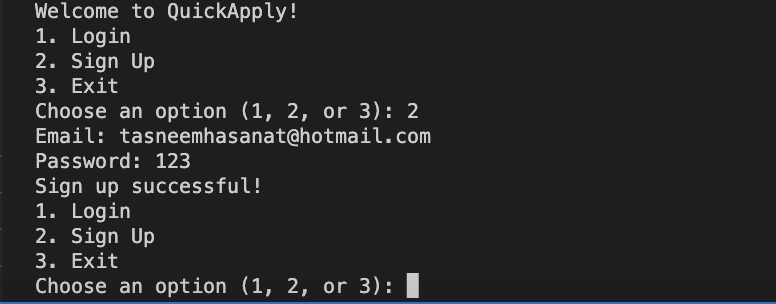 Welcome to QuickApply!
1. Login
2. Sign Up
3. Exit
Choose an option (1, 2, or 3): 2
Email: tasneemhasanat@hotmail.com
Password: 123
Sign up successful!
1. Login
2. Sign Up
3. Exit
Choose an option (1, 2, or 3):